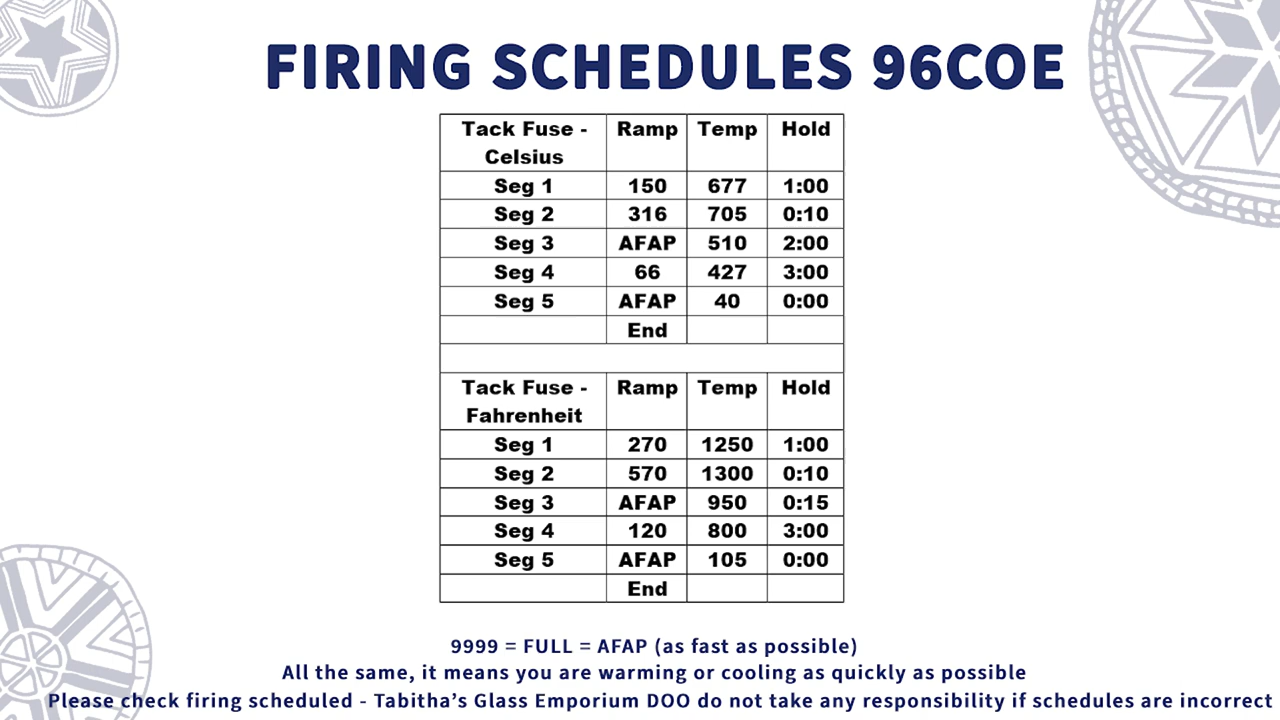 FIRING SCHEDULES 96COE
Tack Fuse - Ramp Temp Hold
Celsius
Seg 1 150 677 1:00
Seg 2 316 705 0:10
Seg 3 AFAP 510 2:00
Seg 4 66 427 3:00
Seg 5 AFAP 40 0:00
End
Tack Fuse - Ramp Temp Hold
Fahrenheit
Seg 1 270 1250 1:00
Seg 2 570 1300 0:10
Seg 3 AFAP 950 0:15
Seg 4 120 800 3:00
Seg 5 AFAP 105 0:00
End
9999 = FULL = AFAP (as fast as possible)
All the same, it means you are warming or cooling as quickly as possible
Please check firing scheduled - Tabitha’s Glass Emporium DOO do not take any responsibility if schedules are incorrect